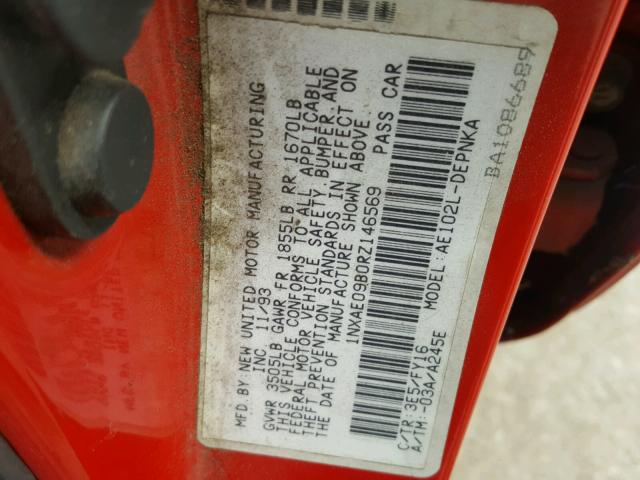 MFD. BY: NEW UNITED MOTOR MANUFACTURING
INC 11/93
GVWR 3505LB GAWR FR 1855LB RR 1670LB
THIS VEHICLE CONFORMS TO ALL APPLICABLE
FEDERAL MOTOR VEHICLE SAFETY, BUMPER, AND
THEFT PREVENTION STANDARDS IN EFFECT ON
THE DATE OF MANUFACTURE SHOWN ABOVE.
1NXAE09B0RZ146569 PASS CAR
MODEL: AE102L-DEPNKA
C/TR: 3E5/FY16
A/TM: -03A/A245E
BA1086689